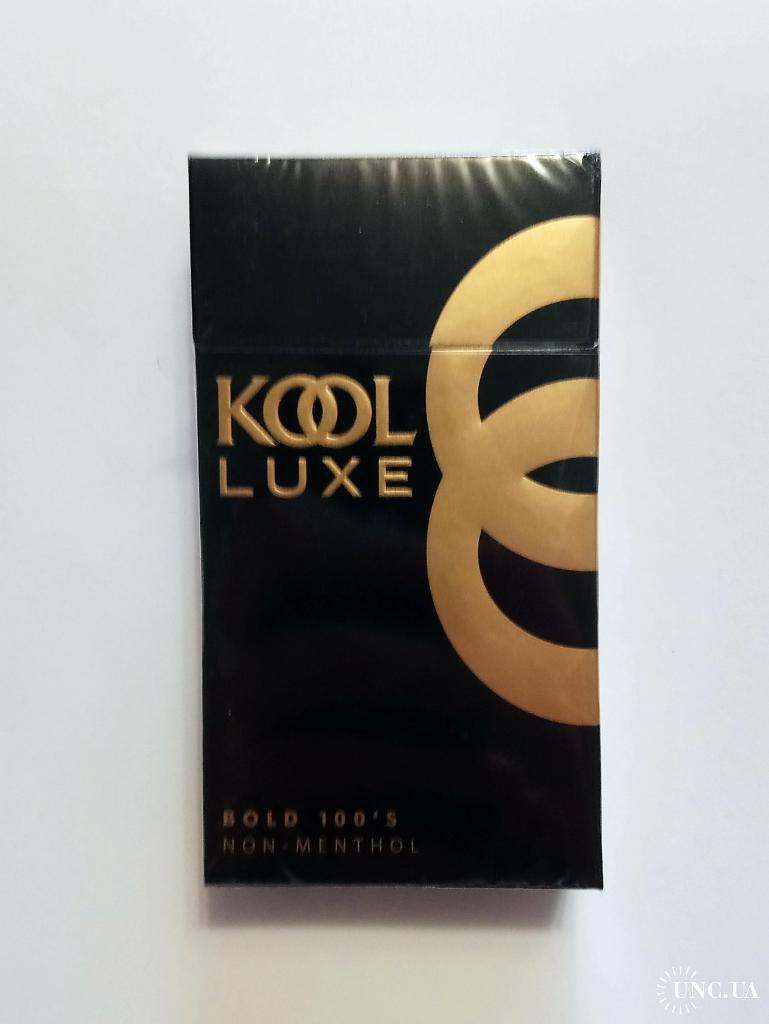 KOOL
LUXE
BOLD 100'S
NON-MENTHOL
UNC.UA